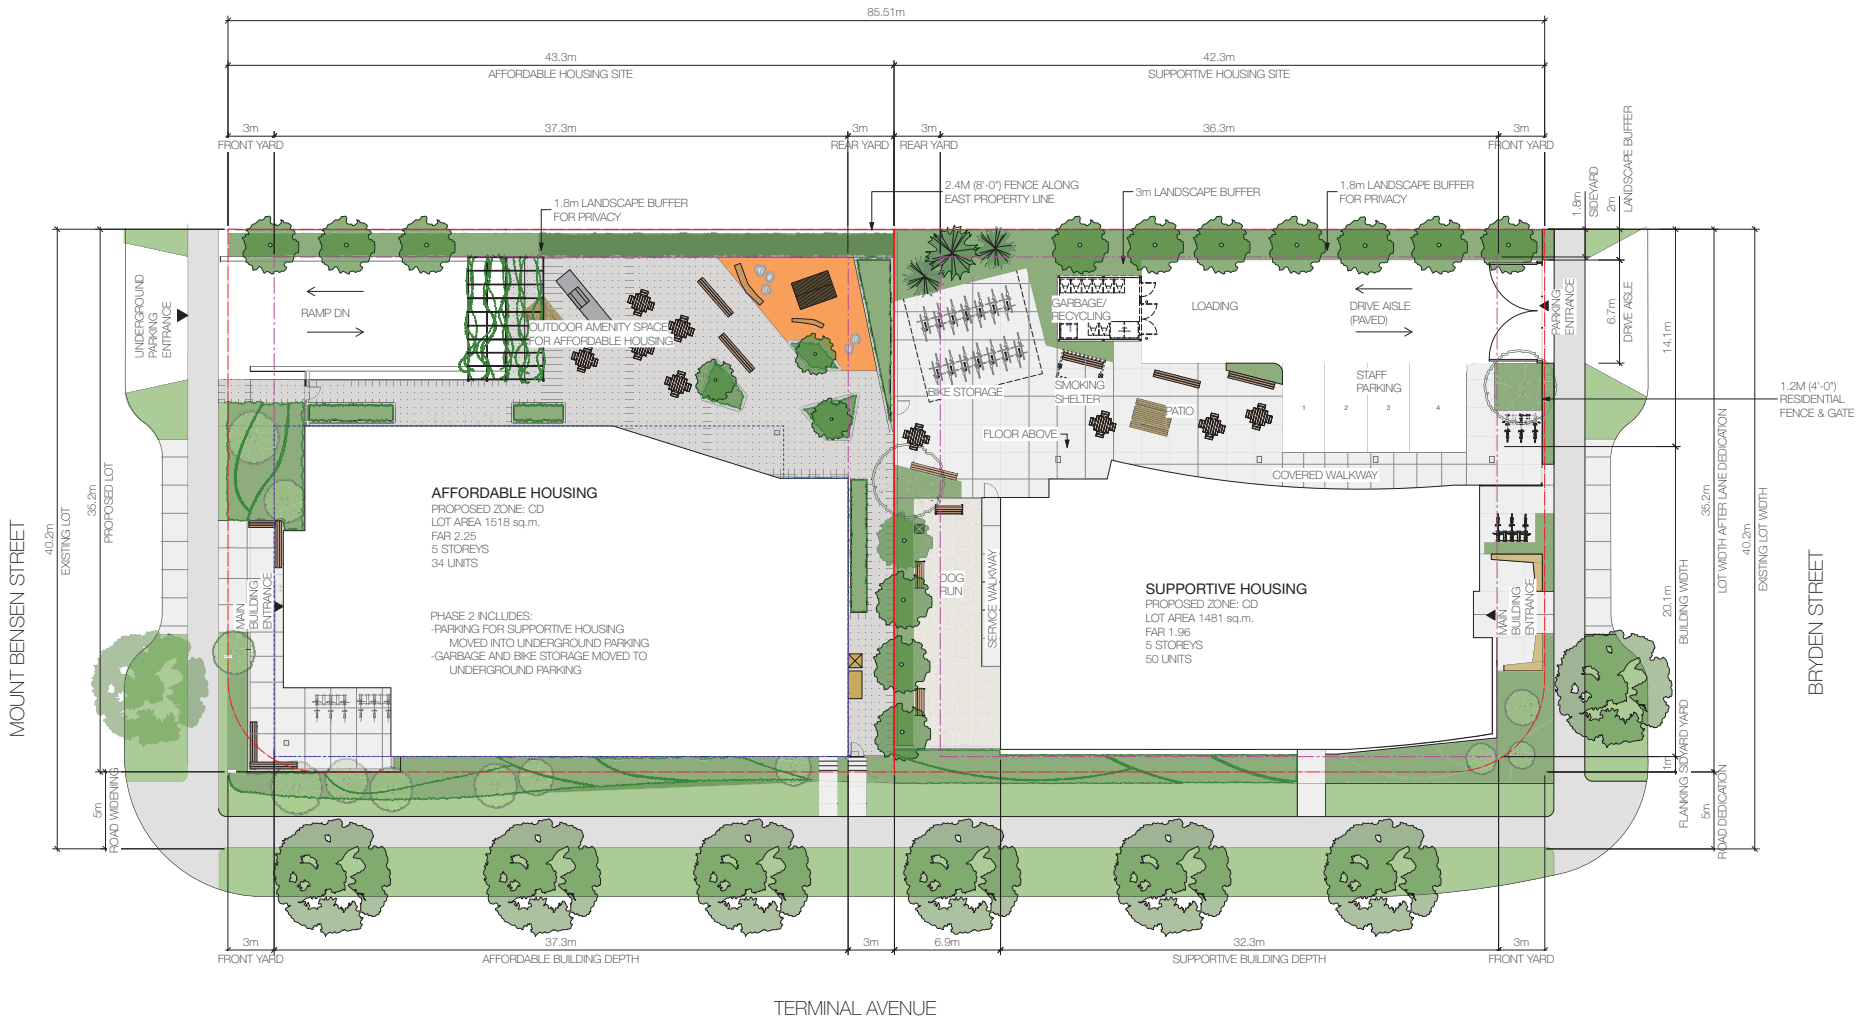 85.51m
43.3m
AFFORDABLE HOUSING SITE
42.3m
SUPPORTIVE HOUSING SITE
3m
FRONT YARD
37.3m
3m
REAR YARD
3m
REAR YARD
36.3m
3m
FRONT YARD
1.8m LANDSCAPE BUFFER
FOR PRIVACY
2.4M (8'-0") FENCE ALONG
EAST PROPERTY LINE
3m LANDSCAPE BUFFER
1.8m LANDSCAPE BUFFER
FOR PRIVACY
1.8m
SIDEYARD
2m
LANDSCAPE BUFFER
UNDERGROUND
PARKING
ENTRANCE
RAMP DN
OUTDOOR AMENITY SPACE
FOR AFFORDABLE HOUSING
GARBAGE/
RECYCLING
LOADING
DRIVE AISLE
(PAVED)
PARKING
ENTRANCE
6.7m
DRIVE AISLE
14.1m
BIKE STORAGE
SMOKING
SHELTER
PATIO
STAFF
PARKING
1
2
3
4
1.2M (4'-0")
RESIDENTIAL
FENCE & GATE
FLOOR ABOVE
COVERED WALKWAY
40.2m
EXISTING LOT
35.2m
PROPOSED LOT
MOUNT BENSEN STREET
AFFORDABLE HOUSING
PROPOSED ZONE: CD
LOT AREA 1518 sq.m.
FAR 2.25
5 STOREYS
34 UNITS
PHASE 2 INCLUDES:
-PARKING FOR SUPPORTIVE HOUSING
MOVED INTO UNDERGROUND PARKING
-GARBAGE AND BIKE STORAGE MOVED TO
UNDERGROUND PARKING
MAIN
BUILDING
ENTRANCE
DOG
RUN
SERVICE WALKWAY
SUPPORTIVE HOUSING
PROPOSED ZONE: CD
LOT AREA 1481 sq.m.
FAR 1.96
5 STOREYS
50 UNITS
MAIN
BUILDING
ENTRANCE
20.1m
BUILDING WIDTH
35.2m
LOT WIDTH AFTER LANE DEDICATION
40.2m
EXISTING LOT WIDTH
BRYDEN STREET
1m
FLANKING SIDYARD YARD
5m
ROAD DEDICATION
5m
ROAD WIDENING
3m
FRONT YARD
37.3m
AFFORDABLE BUILDING DEPTH
3m
6.9m
32.3m
SUPPORTIVE BUILDING DEPTH
3m
FRONT YARD
TERMINAL AVENUE